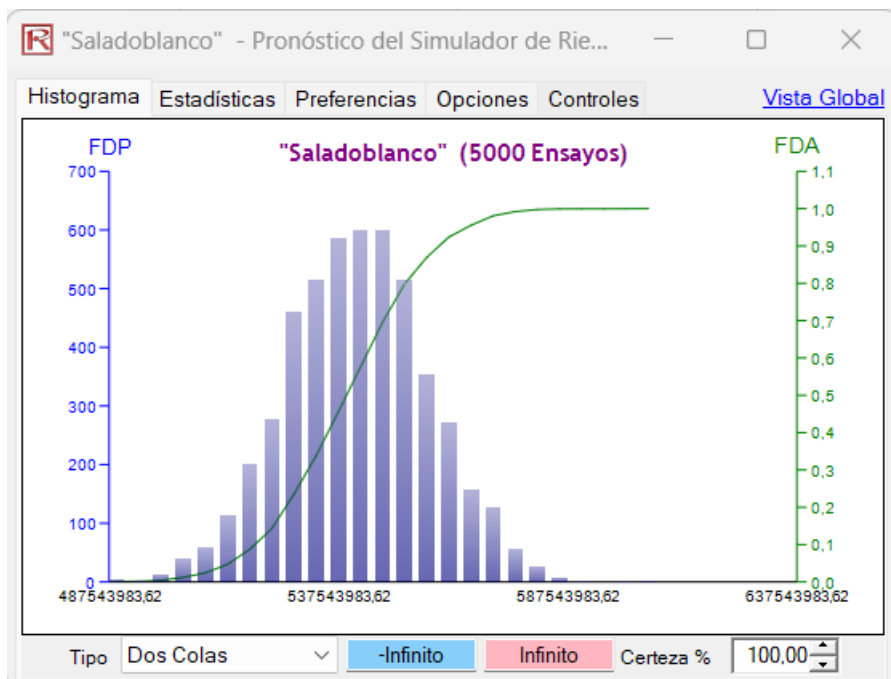 R "Saladoblanco" - Pronóstico del Simulador de Rie...
Histograma Estadísticas Preferencias Opciones Controles Vista Global
FDP "Saladoblanco" (5000 Ensayos) FDA
700 1,1
600 1,0
500 0,9
400 0,8
300 0,7
200 0,6
100 0,5
0 0,4
0,3
0,2
0,1
0,0
487543983,62 537543983,62 587543983,62 637543983,62
Tipo Dos Colas -Infinito Infinito Certeza % 100,00